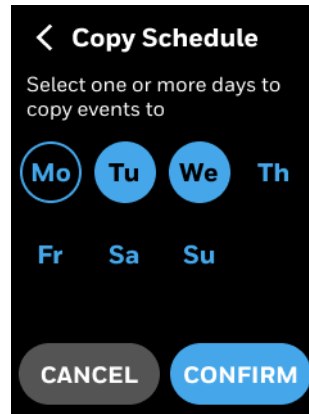 Copy Schedule
Select one or more days to
copy events to
Mo Tu We Th
Fr Sa Su
CANCEL CONFIRM